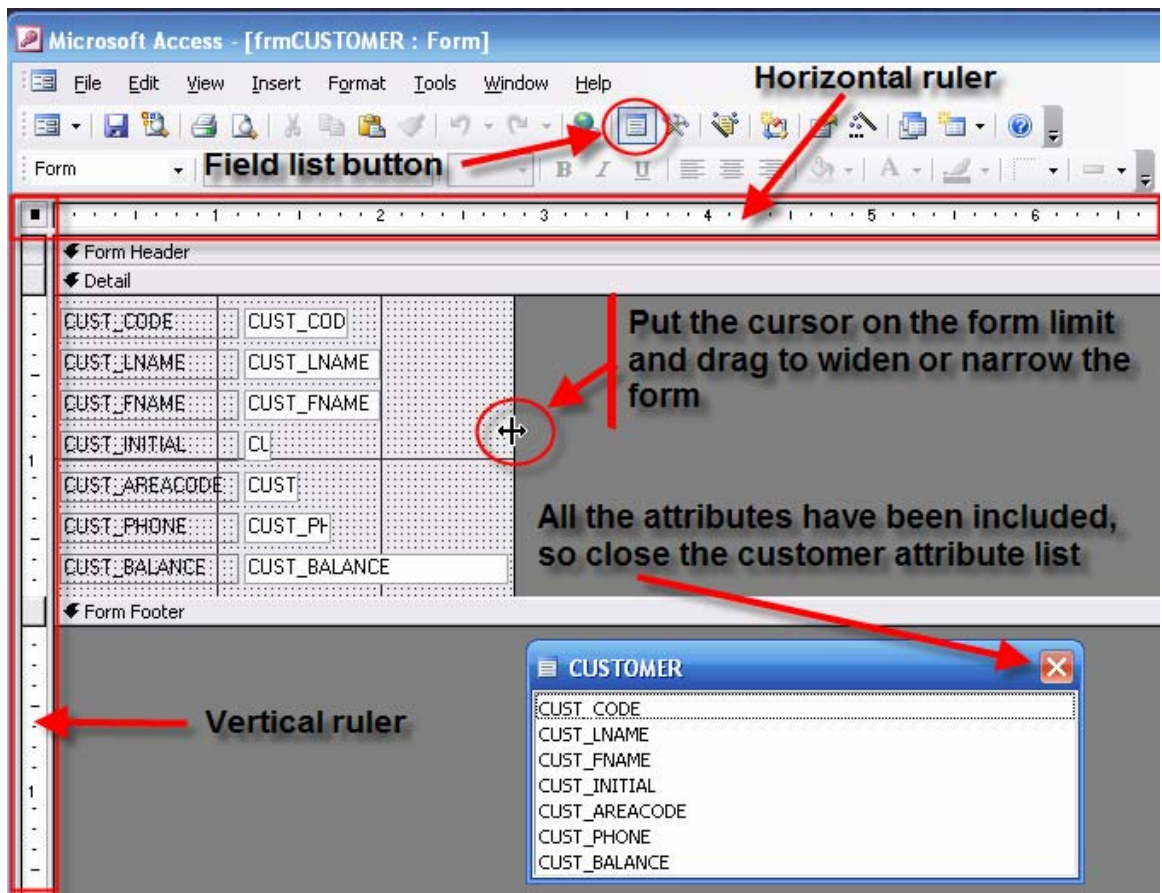 Microsoft Access - [frmCUSTOMER : Form]
File Edit View Insert Format Tools Window Help
Horizontal ruler
Field list button
Form
B I U
A
1 2 3 4 5 6
Form Header
Detail
CUST_CODE CUST_COD
CUST_LNAME CUST_LNAME
CUST_FNAME CUST_FNAME
CUST_INITIAL CU
CUST_AREACODE CUST
CUST_PHONE CUST_PH
CUST_BALANCE CUST_BALANCE
1
Put the cursor on the form limit
and drag to widen or narrow the
form
All the attributes have been included,
so close the customer attribute list
Form Footer
Vertical ruler
1
CUSTOMER
CUST_CODE
CUST_LNAME
CUST_FNAME
CUST_INITIAL
CUST_AREACODE
CUST_PHONE
CUST_BALANCE